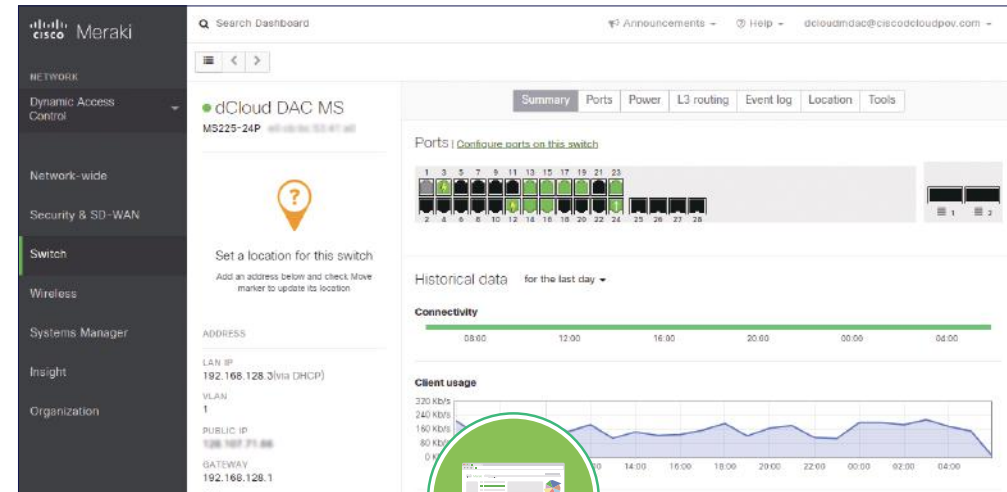 cisco Meraki
Search Dashboard
Announcements
Help
dcloudmdac@ciscodcloudpov.com
NETWORK
Dynamic Access
Control
Network-wide
Security & SD-WAN
Switch
Wireless
Systems Manager
Insight
Organization
dCloud DAC MS
MS225-24P
?
Set a location for this switch
Add an address below and check Move
marker to update its location
ADDRESS
LAN IP
192.168.128.3(via DHCP)
VLAN
1
PUBLIC IP
GATEWAY
192.168.128.1
Summary Ports Power L3 routing Event log Location Tools
Ports | Configure ports on this switch
1 3 5 7 9 11 13 15 17 19 21 23
2 4 6 8 10 12 14 16 18 20 22 24 25 26 27 28
1 2
Historical data for the last day
Connectivity
08:00 12:00 16:00 20:00 00:00 04:00
Client usage
320 Kb/s
240 Kb/s
160 Kb/s
80 Kb/s
14:00 16:00 18:00 20:00 22:00 00:00 02:00 04:00